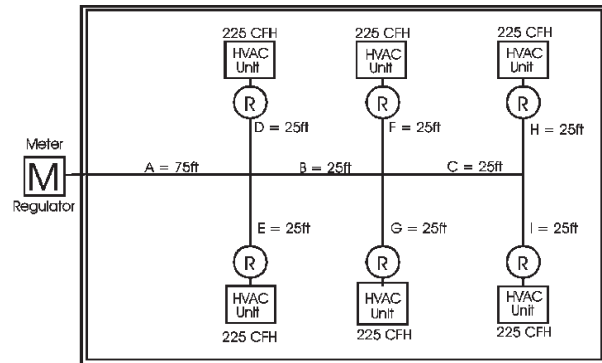 225 CFH 225 CFH 225 CFH
HVAC Unit HVAC Unit HVAC Unit
R R R
D = 25ft F = 25ft H = 25ft
Meter
M
Regulator
A = 75ft B = 25ft C = 25ft
E = 25ft G = 25ft I = 25ft
R R R
HVAC Unit HVAC Unit HVAC Unit
225 CFH 225 CFH 225 CFH